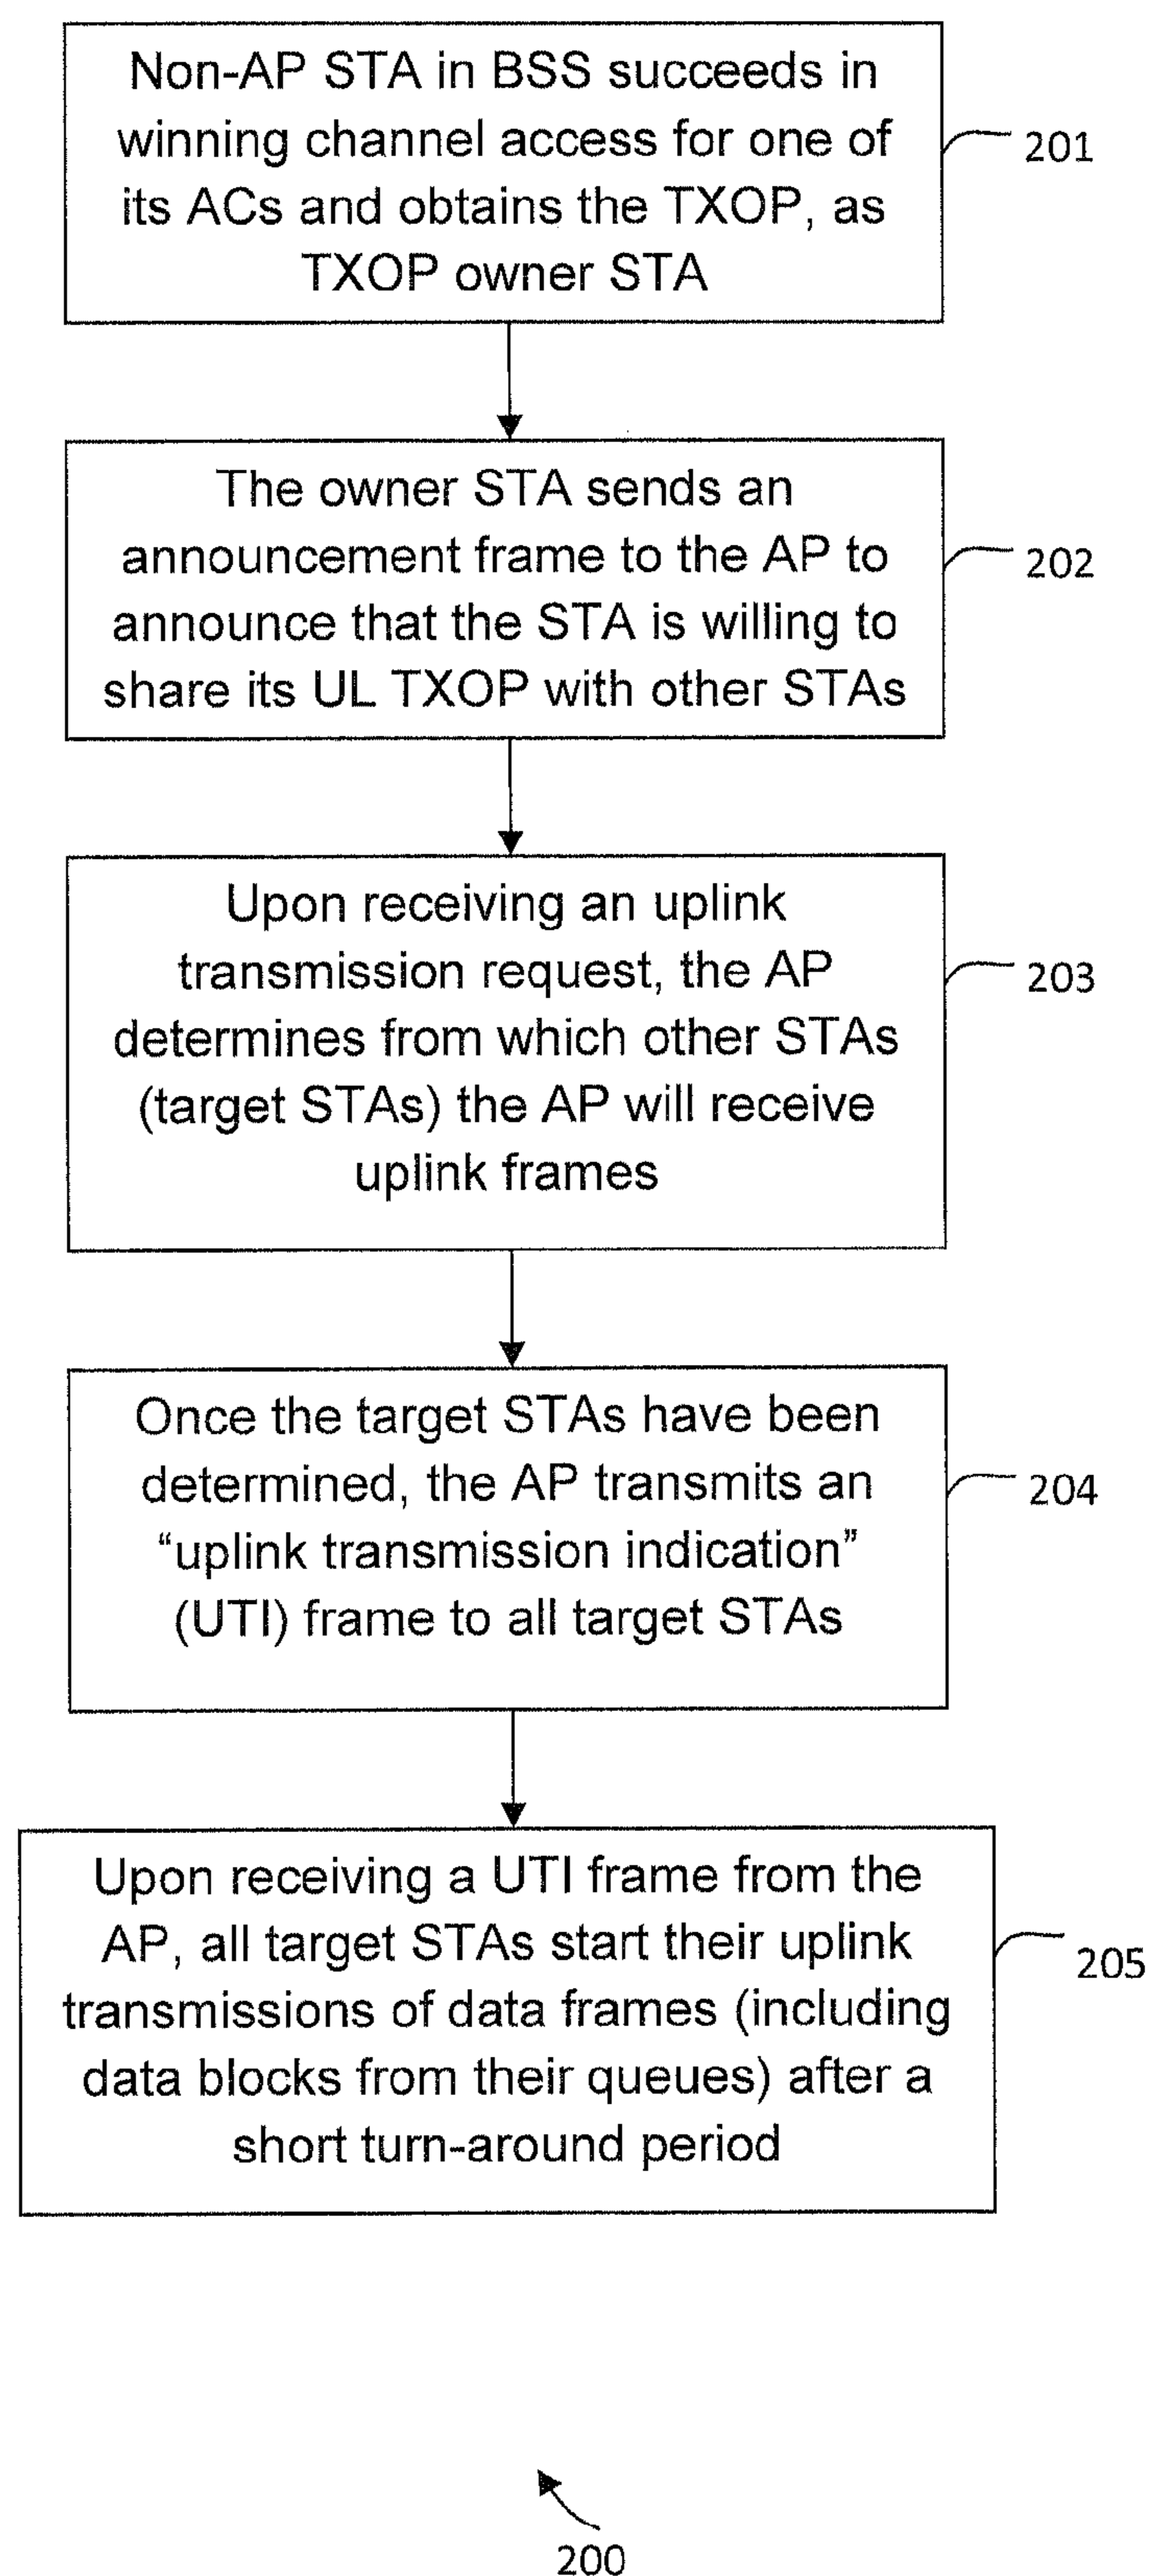 Non-AP STA in BSS succeeds in
winning channel access for one of
its ACs and obtains the TXOP, as
TXOP owner STA
201
The owner STA sends an
announcement frame to the AP to
announce that the STA is willing to
share its UL TXOP with other STAs
202
Upon receiving an uplink
transmission request, the AP
determines from which other STAs
(target STAs) the AP will receive
uplink frames
203
Once the target STAs have been
determined, the AP transmits an
“uplink transmission indication”
(UTI) frame to all target STAs
204
Upon receiving a UTI frame from the
AP, all target STAs start their uplink
transmissions of data frames (including
data blocks from their queues) after a
short turn-around period
205
200